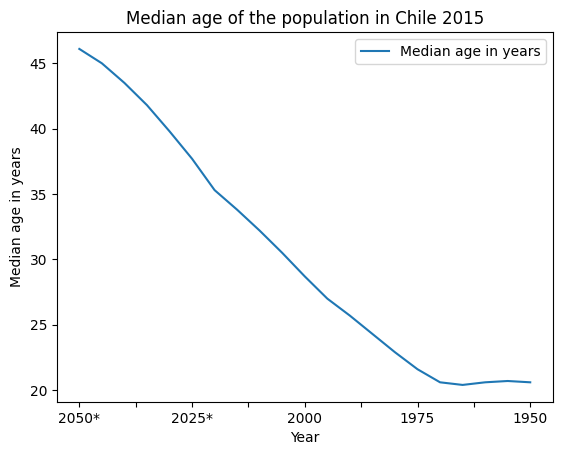 Median age of the population in Chile 2015
Median age in years
Median age in years
45
40
35
30
25
20
2050*
2025*
2000
1975
1950
Year